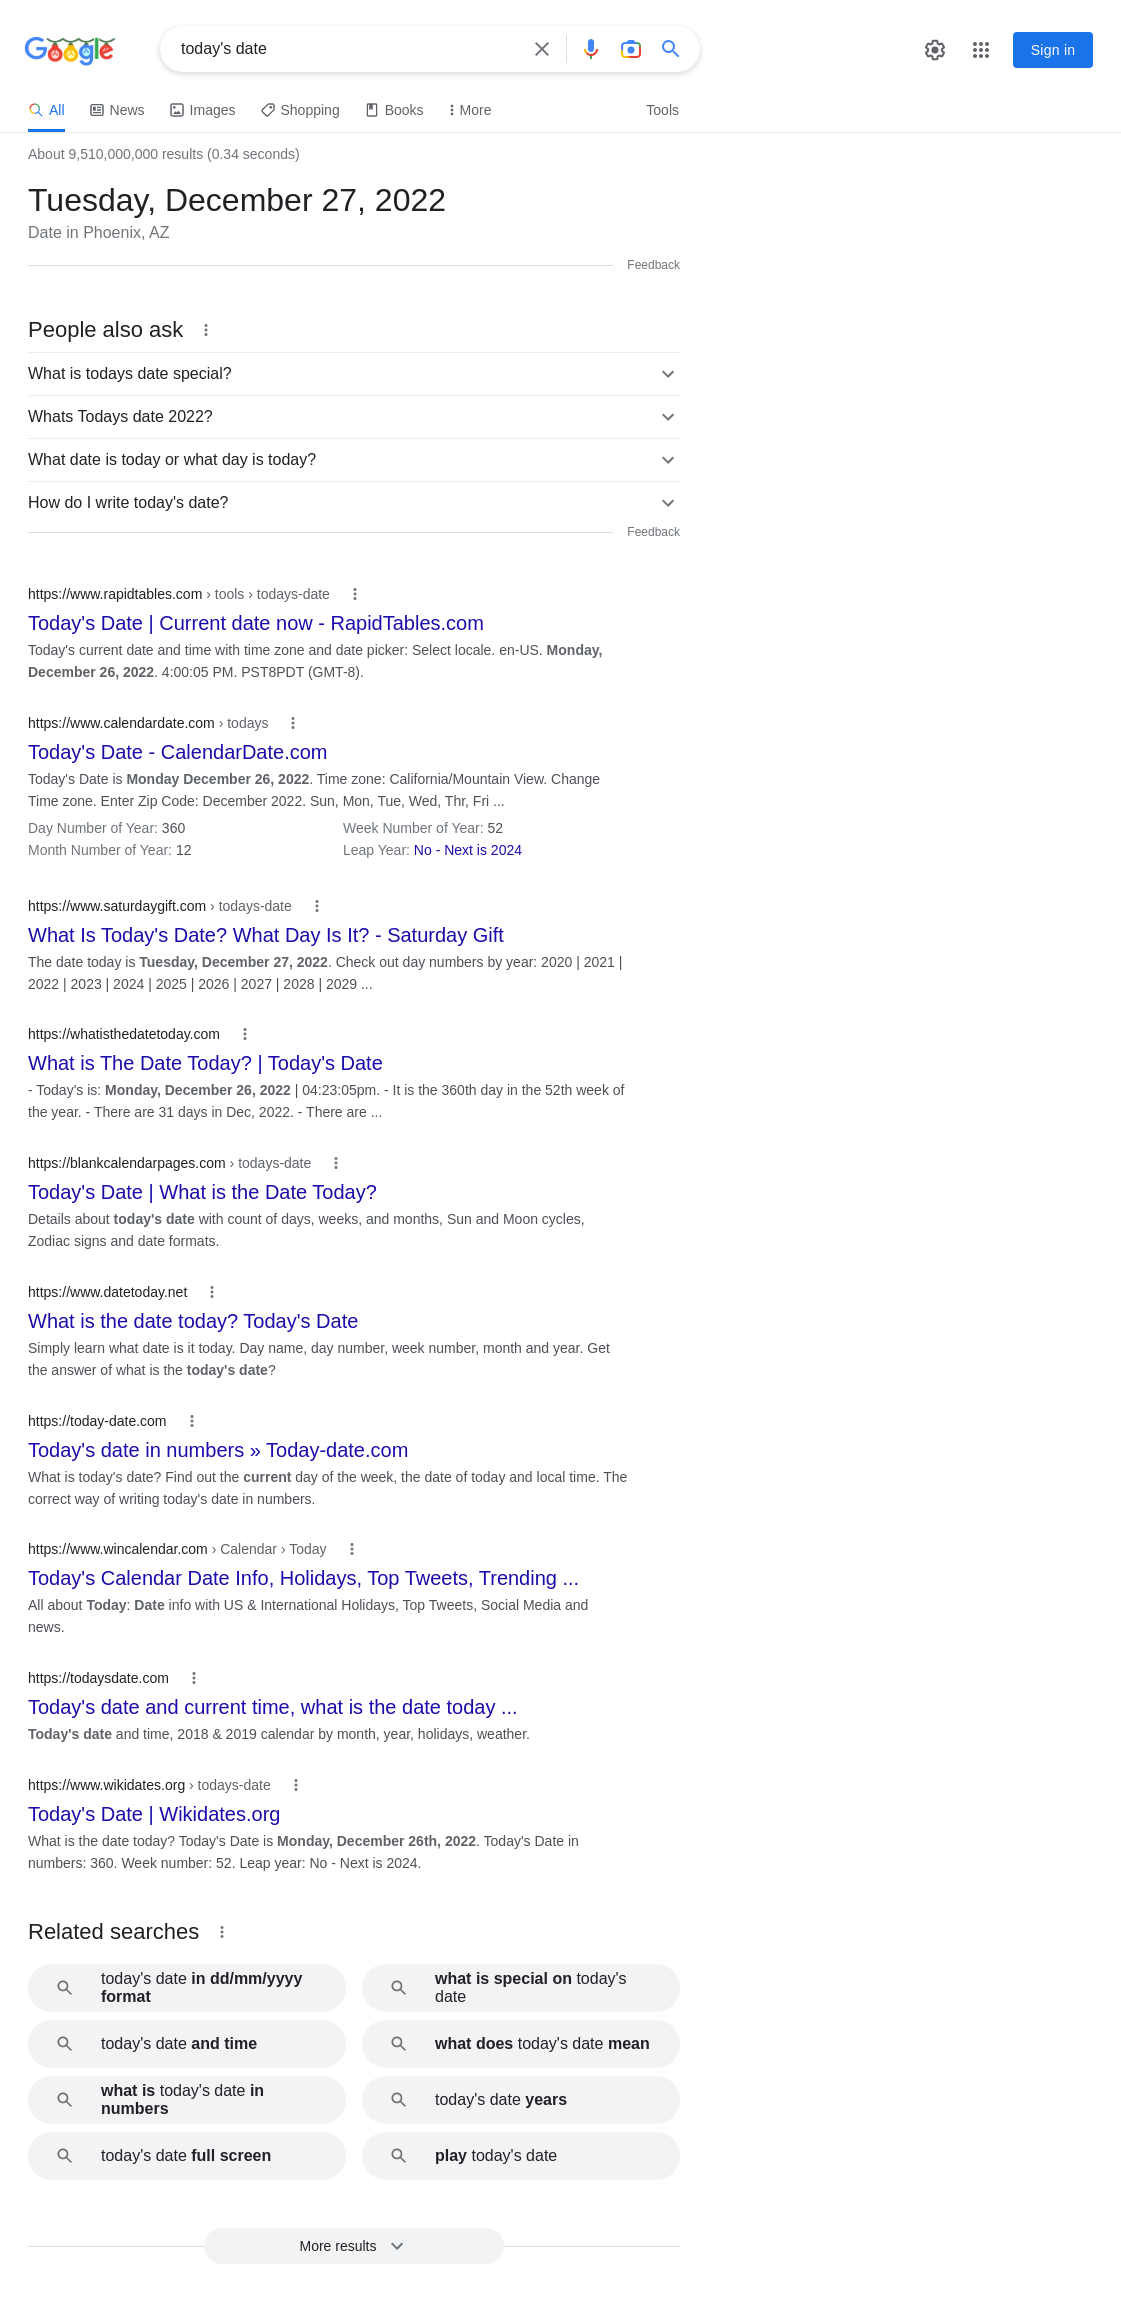 Google
today's date
Sign in
All
News
Images
Shopping
Books
More
Tools
About 9,510,000,000 results (0.34 seconds)
Tuesday, December 27, 2022
Date in Phoenix, AZ
Feedback
People also ask
What is todays date special?
Whats Todays date 2022?
What date is today or what day is today?
How do I write today's date?
Feedback
https://www.rapidtables.com › tools › todays-date
Today's Date | Current date now - RapidTables.com
Today's current date and time with time zone and date picker: Select locale. en-US. Monday,
December 26, 2022. 4:00:05 PM. PST8PDT (GMT-8).
https://www.calendardate.com › todays
Today's Date - CalendarDate.com
Today's Date is Monday December 26, 2022. Time zone: California/Mountain View. Change
Time zone. Enter Zip Code: December 2022. Sun, Mon, Tue, Wed, Thr, Fri ...
Day Number of Year: 360
Week Number of Year: 52
Month Number of Year: 12
Leap Year: No - Next is 2024
https://www.saturdaygift.com › todays-date
What Is Today's Date? What Day Is It? - Saturday Gift
The date today is Tuesday, December 27, 2022. Check out day numbers by year: 2020 | 2021 |
2022 | 2023 | 2024 | 2025 | 2026 | 2027 | 2028 | 2029 ...
https://whatisthedatetoday.com
What is The Date Today? | Today's Date
- Today's is: Monday, December 26, 2022 | 04:23:05pm. - It is the 360th day in the 52th week of
the year. - There are 31 days in Dec, 2022. - There are ...
https://blankcalendarpages.com › todays-date
Today's Date | What is the Date Today?
Details about today's date with count of days, weeks, and months, Sun and Moon cycles,
Zodiac signs and date formats.
https://www.datetoday.net
What is the date today? Today's Date
Simply learn what date is it today. Day name, day number, week number, month and year. Get
the answer of what is the today's date?
https://today-date.com
Today's date in numbers » Today-date.com
What is today's date? Find out the current day of the week, the date of today and local time. The
correct way of writing today's date in numbers.
https://www.wincalendar.com › Calendar › Today
Today's Calendar Date Info, Holidays, Top Tweets, Trending ...
All about Today: Date info with US & International Holidays, Top Tweets, Social Media and
news.
https://todaysdate.com
Today's date and current time, what is the date today ...
Today's date and time, 2018 & 2019 calendar by month, year, holidays, weather.
https://www.wikidates.org › todays-date
Today's Date | Wikidates.org
What is the date today? Today's Date is Monday, December 26th, 2022. Today's Date in
numbers: 360. Week number: 52. Leap year: No - Next is 2024.
Related searches
today's date in dd/mm/yyyy
format
what is special on today's
date
today's date and time
what does today's date mean
what is today's date in
numbers
today's date years
today's date full screen
play today's date
More results